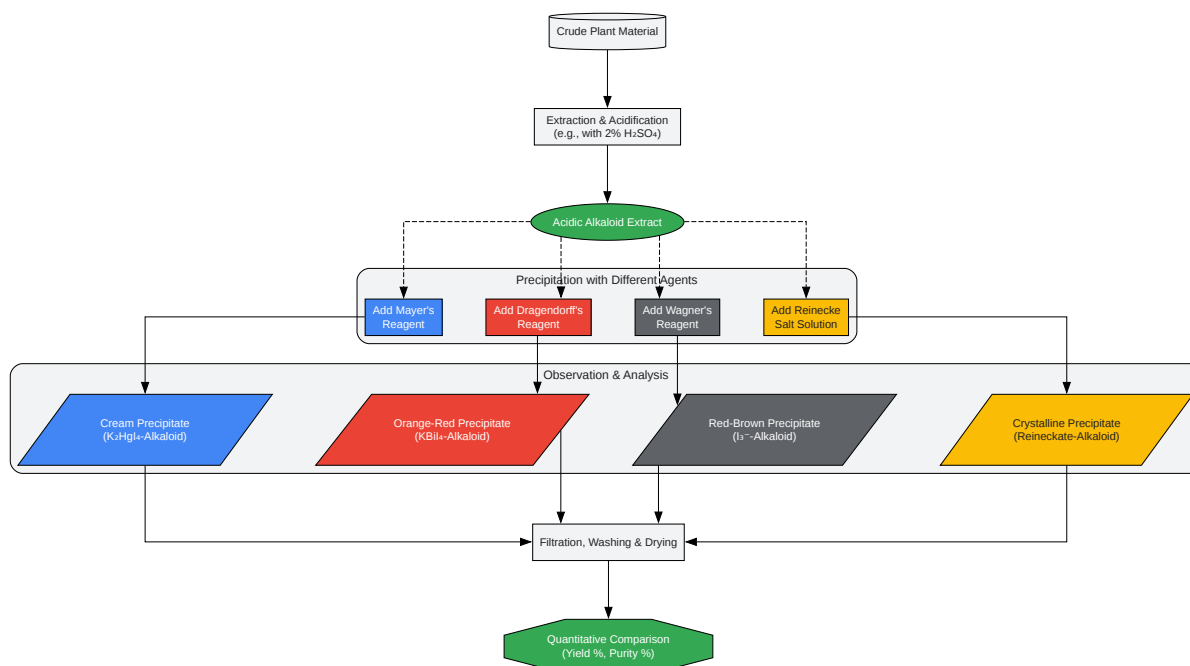 Crude Plant Material
Extraction & Acidification
(e.g., with 2% H₂SO₄)
Acidic Alkaloid Extract
Precipitation with Different Agents
Add Mayer's
Reagent
Add Dragendorff's
Reagent
Add Wagner's
Reagent
Add Reinecke
Salt Solution
Observation & Analysis
Cream Precipitate
(K₂HgI₄-Alkaloid)
Orange-Red Precipitate
(KBiI₄-Alkaloid)
Red-Brown Precipitate
(I₃⁻-Alkaloid)
Crystalline Precipitate
(Reineckate-Alkaloid)
Filtration, Washing & Drying
Quantitative Comparison
(Yield %, Purity %)